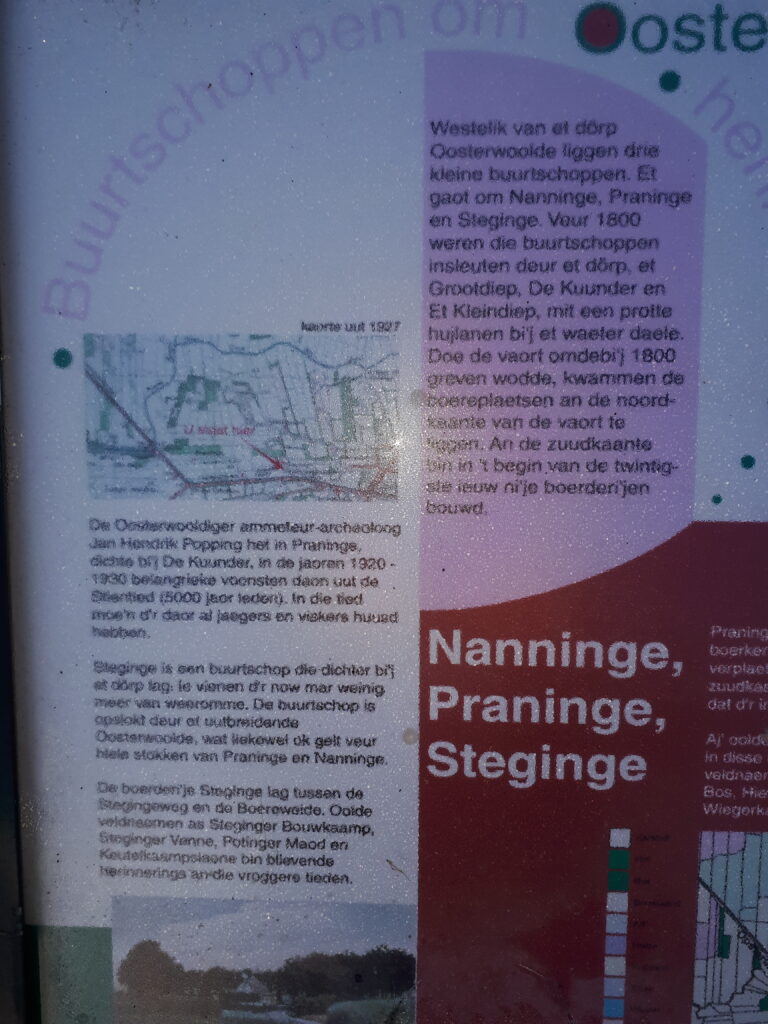 Buurtschoppen om
Ooste
Westelik van et dörp
Oosterwoolde liggen drie
kleine buurtschoppen. Et
gaot om Nanninge, Praninge
en Steginge. Veur 1800
weren die buurtschoppen
insleuten deur et dörp, et
Grootdiep, De Kuunder en
Et Kleindiep, mit een protte
hujlanen bi'j et waeter daele.
Doe de vaort omdebi'j 1800
greven wodde, kwammen de
boereplaetsen an de noord-
kaante van de vaort te
liggen. An de zuudkaante
bin in 't begin van de twintig-
ste ieuw ni'je boerderi'jen
bouwd.
kaorte uut 1927
De Oosterwooldiger ammeteur-archeoloog
Jan Hendrik Popping het in Praninge,
dichte bi'j De Kuunder, in de jaoren 1920 -
1930 belangrieke voonsten daon uut de
Stientied (5000 jaor leden). In die tied
moe'n d'r daor al jaegers en viskers huusd
hebben.
Steginge is een buurtschop die dichter bi'j
et dörp lag. Ie vienen d'r now mar weinig
meer van weeromme. De buurtschop is
opslokt deur et uutbreidende
Oosterwoolde, wat liekewel ok gelt veur
hiele stokken van Praninge en Nanninge.
De boerderi'je Steginge lag tussen de
Stegingeweg en de Boereweide. Oolde
veldnaemen as Steginger Bouwkaamp,
Steginger Vanne, Potinger Maod en
Keutelkaampslaone bin blievende
herinnerings an die vroggere tieden.
Nanninge,
Praninge,
Steginge
Praning
boerker
verplaet
zuudkaa
dat d'r i
Aj' oolde
in disse
veldnaer
Bos, Hie
Wiegerka